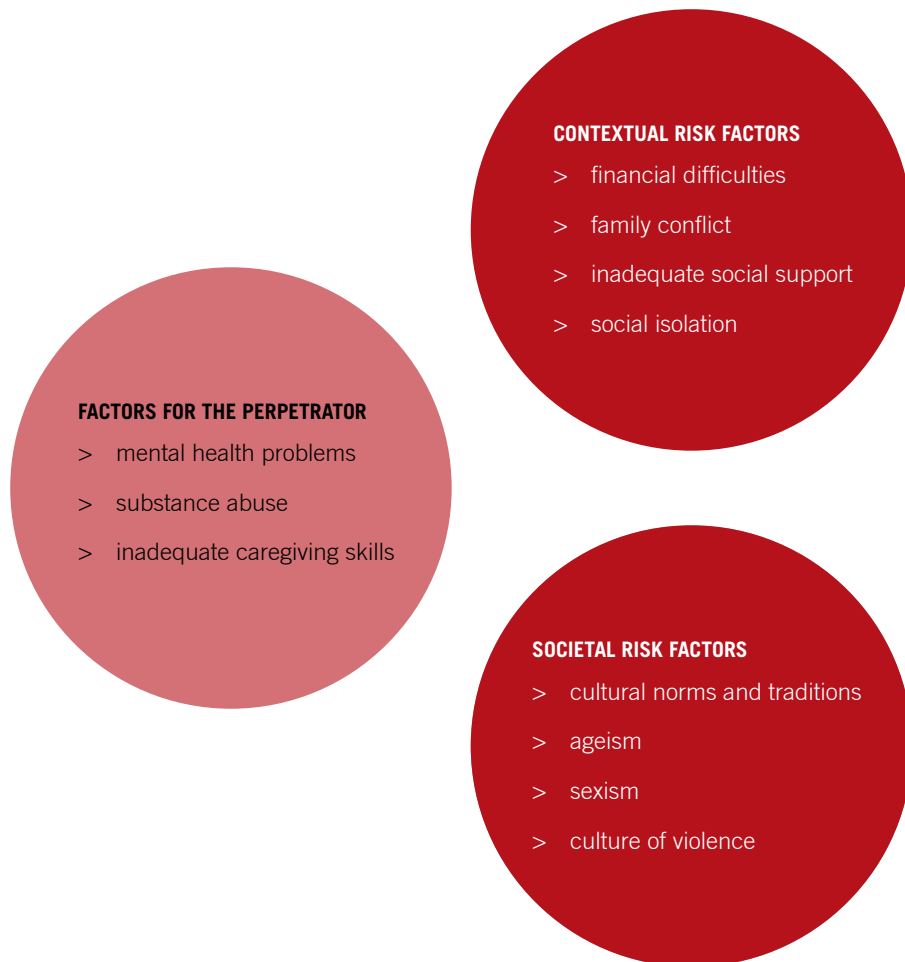 CONTEXTUAL RISK FACTORS
> financial difficulties
> family conflict
> inadequate social support
> social isolation
FACTORS FOR THE PERPETRATOR
> mental health problems
> substance abuse
> inadequate caregiving skills
SOCIETAL RISK FACTORS
> cultural norms and traditions
> ageism
> sexism
> culture of violence